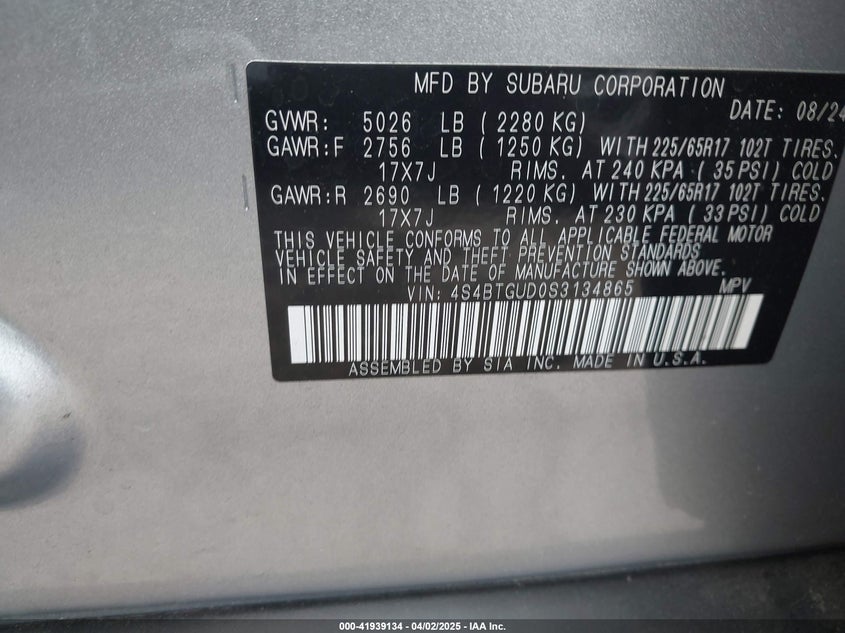 MFD BY SUBARU CORPORATION
DATE: 08/24
GVWR: 5026 LB ( 2280 KG)
GAWR:F 2756 LB ( 1250 KG) WITH 225/65R17 102T TIRES.
17X7J RIMS. AT 240 KPA ( 35 PSI) COLD
GAWR:R 2690 LB ( 1220 KG) WITH 225/65R17 102T TIRES.
17X7J RIMS. AT 230 KPA ( 33 PSI) COLD
THIS VEHICLE CONFORMS TO ALL APPLICABLE FEDERAL MOTOR
VEHICLE SAFETY AND THEFT PREVENTION STANDARDS
IN EFFECT ON THE DATE OF MANUFACTURE SHOWN ABOVE.
VIN: 4S4BTGUD0S3134865 MPV
ASSEMBLED BY SIA INC. MADE IN U.S.A.
000-41939134 - 04/02/2025 - IAA Inc.